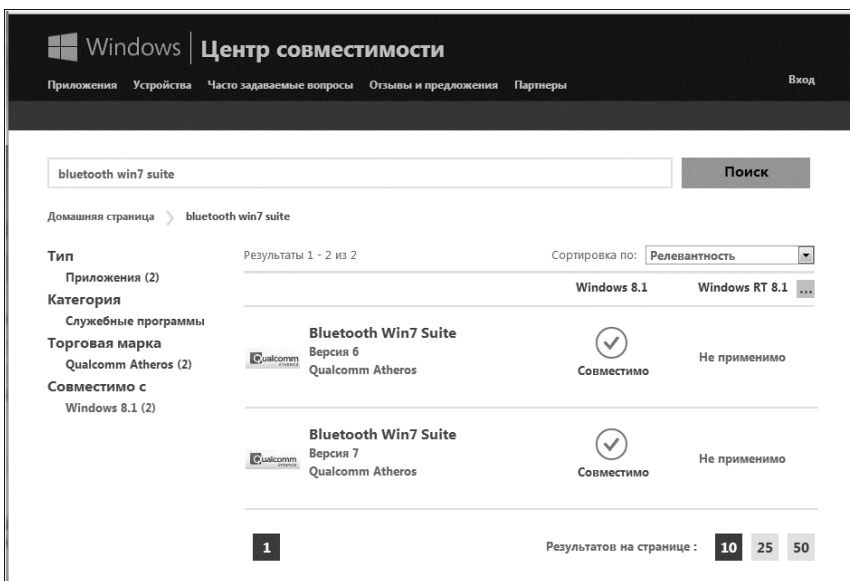 Windows | Центр совместимости
Приложения Устройства Часто задаваемые вопросы Отзывы и предложения Партнеры Вход
bluetooth win7 suite Поиск
Домашняя страница bluetooth win7 suite
Тип
Приложения (2)
Категория
Служебные программы
Торговая марка
Qualcomm Atheros (2)
Совместимо с
Windows 8.1 (2)
Результаты 1 - 2 из 2 Сортировка по: Релевантность
Windows 8.1 Windows RT 8.1 ...
Qualcomm ATHEROS
Bluetooth Win7 Suite
Версия 6
Qualcomm Atheros
Совместимо
Не применимо
Qualcomm ATHEROS
Bluetooth Win7 Suite
Версия 7
Qualcomm Atheros
Совместимо
Не применимо
1 Результатов на странице : 10 25 50